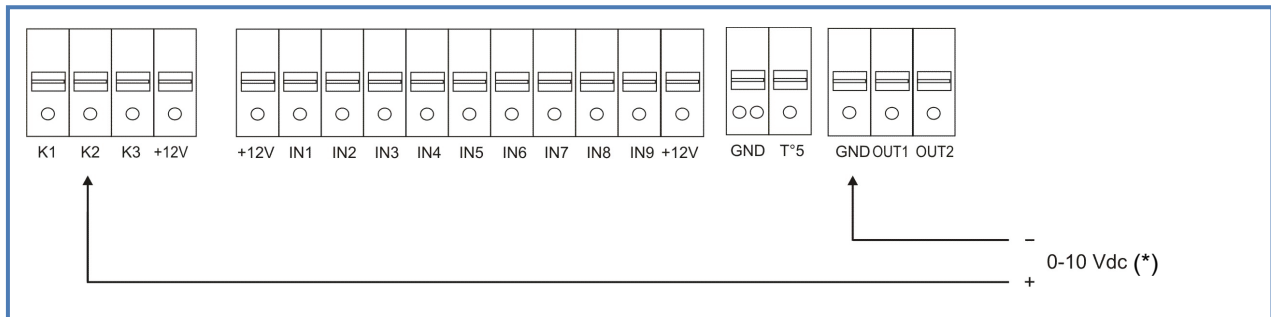 K1 K2 K3 +12V +12V IN1 IN2 IN3 IN4 IN5 IN6 IN7 IN8 IN9 +12V GND T°5 GND OUT1 OUT2
−
0-10 Vdc (*)
+